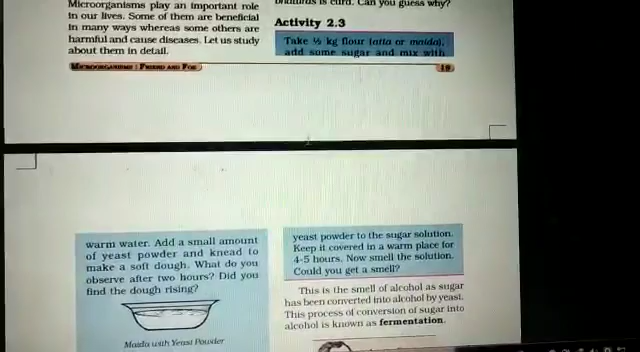 Microorganisms play an important role
in our lives. Some of them are beneficial
in many ways whereas some others are
harmful and cause diseases. Let us study
about them in detail.
is curd. Can you guess why?
Activity 2.3
Take ½ kg flour (atta or maida),
add some sugar and mix with
MICROORGANISMS : FRIEND AND FOE
19
warm water. Add a small amount
of yeast powder and knead to
make a soft dough. What do you
observe after two hours? Did you
find the dough rising?
Maida with Yeast Powder
yeast powder to the sugar solution.
Keep it covered in a warm place for
4-5 hours. Now smell the solution.
Could you get a smell?
This is the smell of alcohol as sugar
has been converted into alcohol by yeast.
This process of conversion of sugar into
alcohol is known as fermentation.